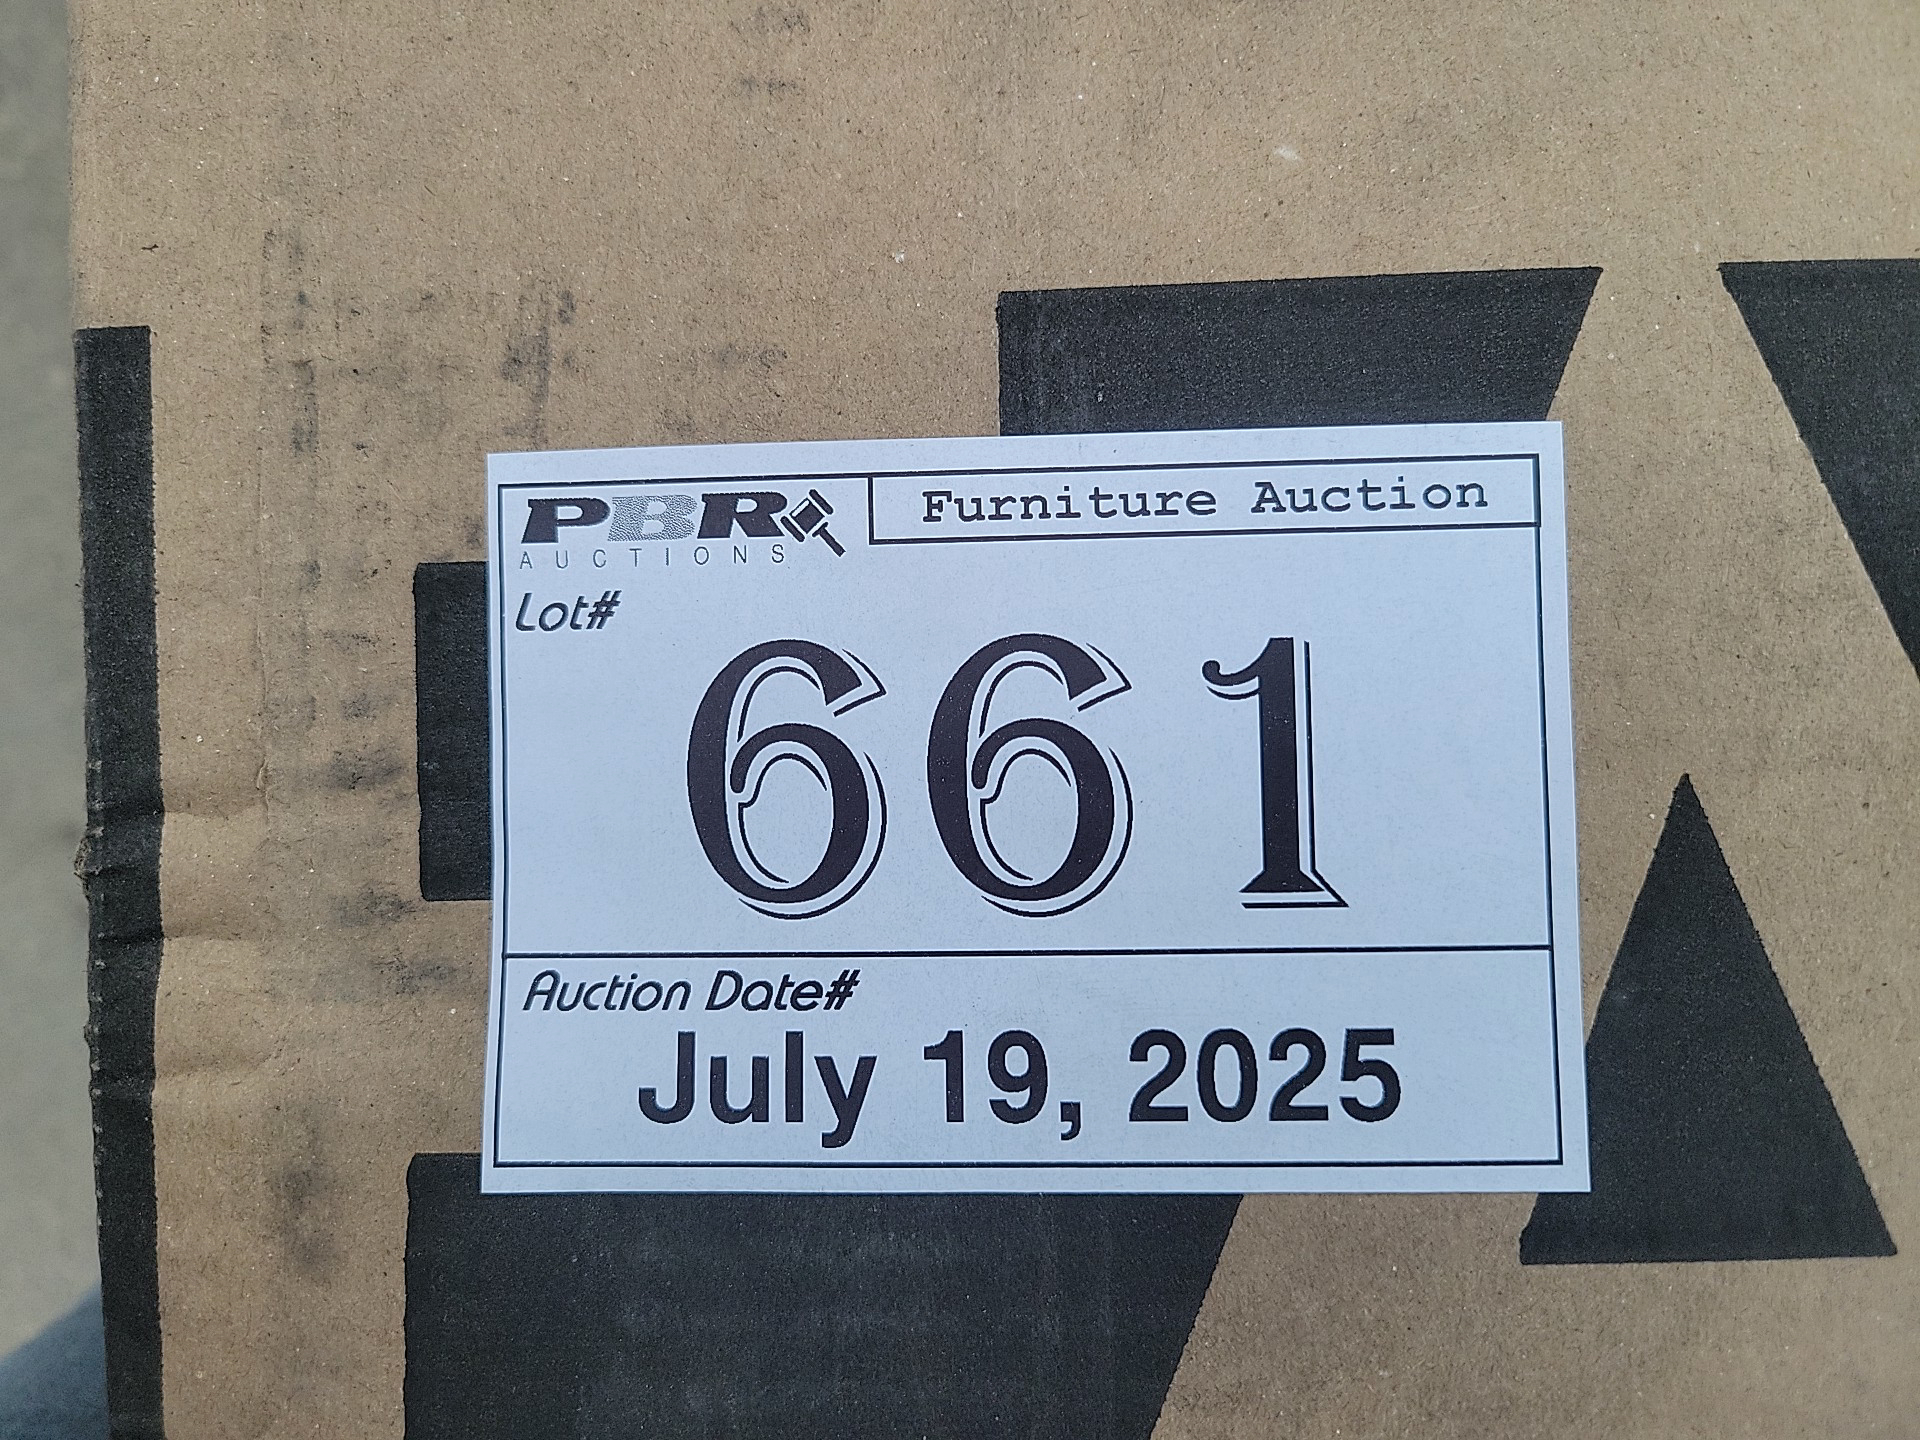 PBR
AUCTIONS
Furniture Auction
Lot#
661
Auction Date#
July 19, 2025